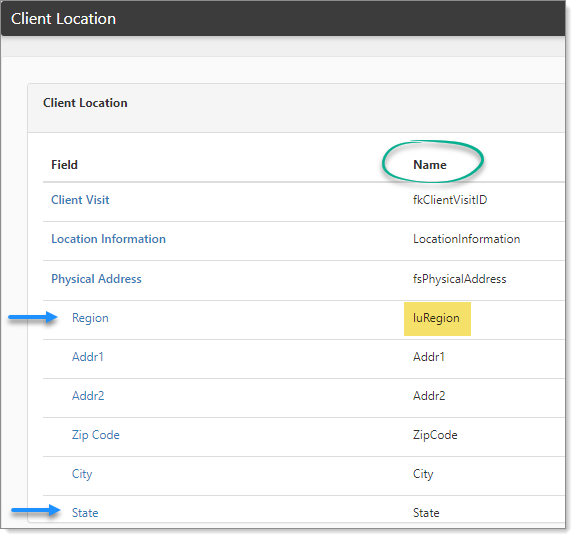 Client Location
Client Location
Field Name
Client Visit fkClientVisitID
Location Information LocationInformation
Physical Address fsPhysicalAddress
Region luRegion
Addr1 Addr1
Addr2 Addr2
Zip Code ZipCode
City City
State State